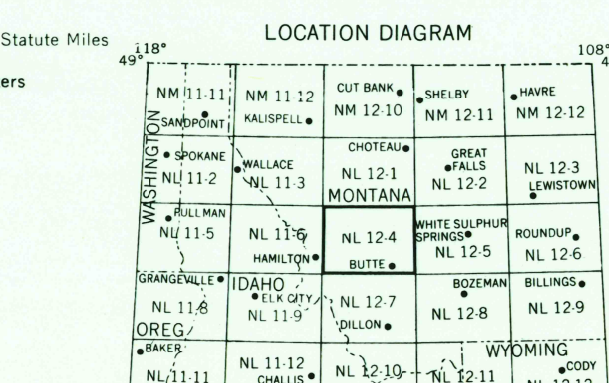 Statute Miles
ers
LOCATION DIAGRAM
118°
49°
108°
4
NM 11-11
SANDPOINT
NM 11-12
KALISPELL
CUT BANK
NM 12-10
SHELBY
NM 12-11
HAVRE
NM 12-12
WASHINGTON
SPOKANE
NL 11-2
WALLACE
NL 11-3
CHOTEAU
NL 12-1
MONTANA
GREAT
FALLS
NL 12-2
NL 12-3
LEWISTOWN
PULLMAN
NL 11-5
NL 11-6
HAMILTON
NL 12-4
BUTTE
WHITE SULPHUR
SPRINGS
NL 12-5
ROUNDUP
NL 12-6
GRANGEVILLE
NL 11-8
OREG
IDAHO
ELK CITY
NL 11-9
NL 12-7
DILLON
BOZEMAN
NL 12-8
BILLINGS
NL 12-9
BAKER
NL 11-11
NL 11-12
CHALLIS
NL 12-10
NL 12-11
WYOMING
CODY
NL 12-12